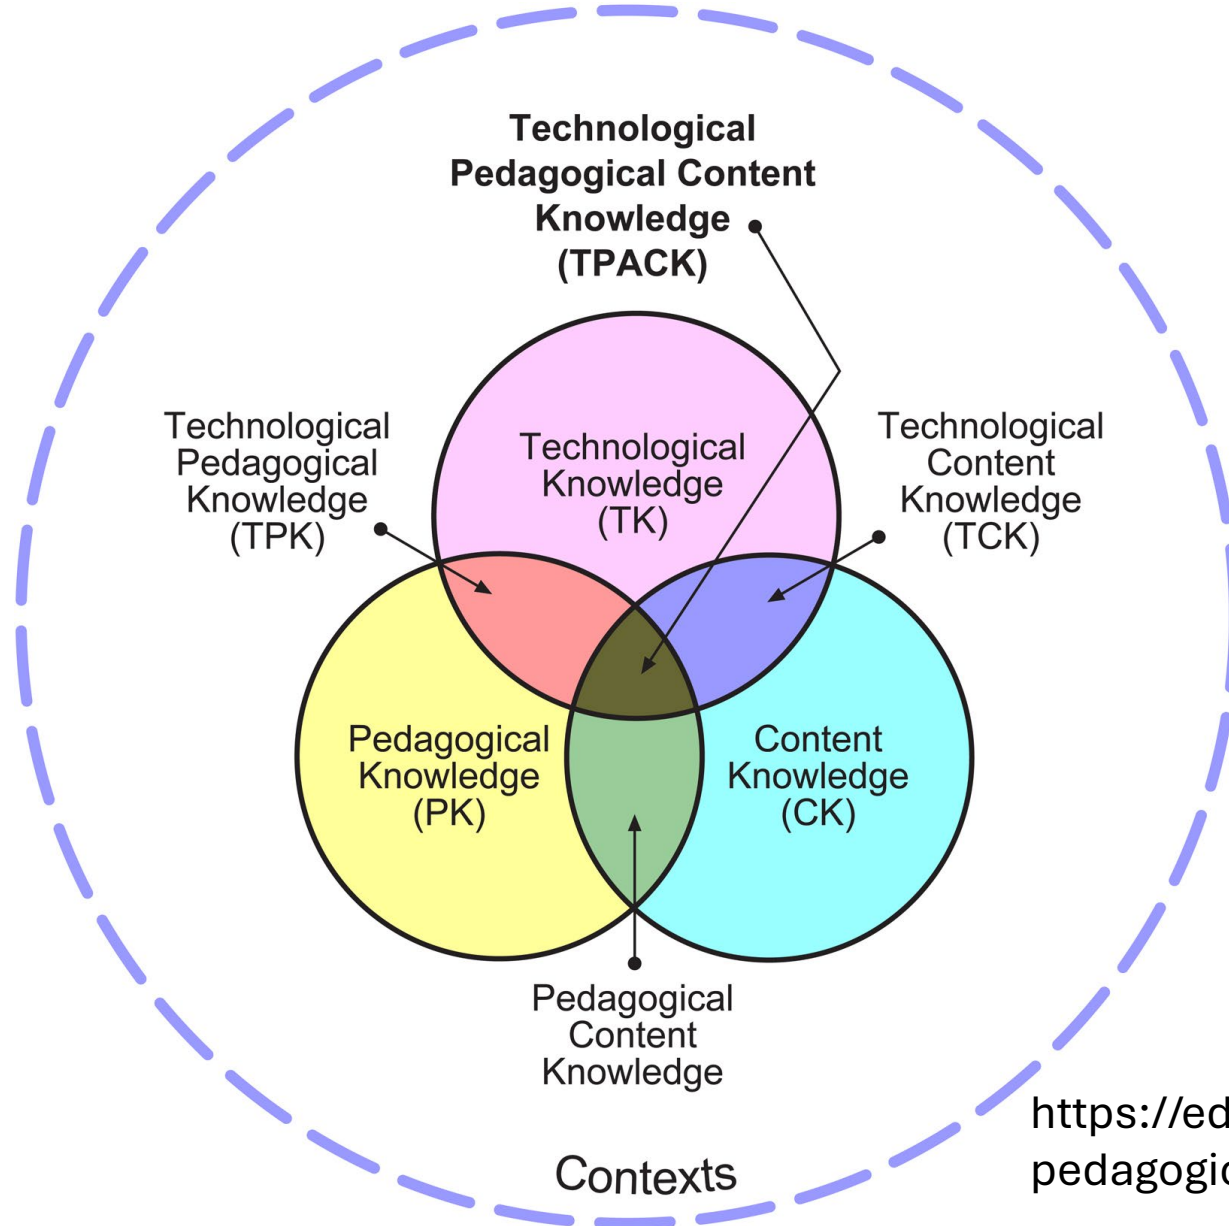 Technological
Pedagogical Content
Knowledge
(TPACK)
Technological
Pedagogical
Knowledge
(TPK)
Technological
Knowledge
(TK)
Technological
Content
Knowledge
(TCK)
Pedagogical
Knowledge
(PK)
Content
Knowledge
(CK)
Pedagogical
Content
Knowledge
Contexts
https://ed
pedagogic